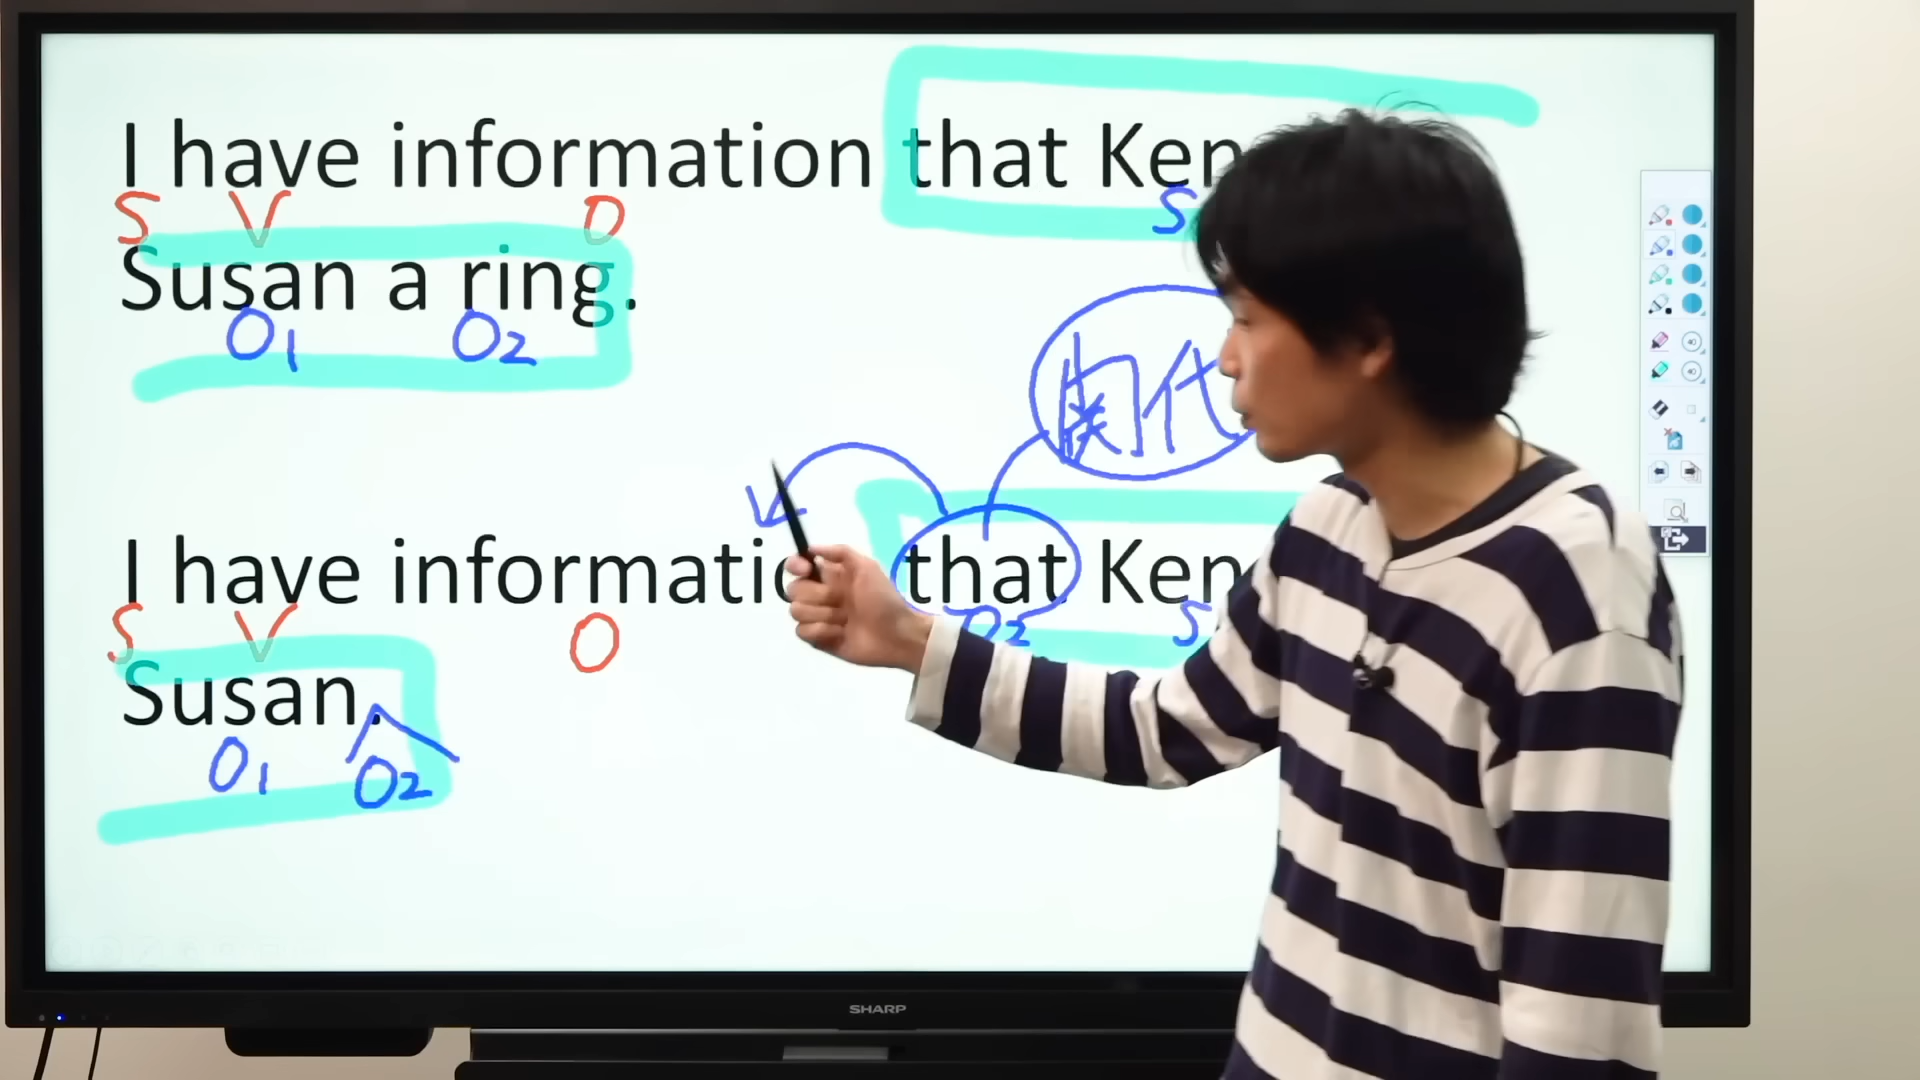 I have information that Ken
S V O S
Susan a ring.
O1 O2
関代
I have informatio that Ken
S V O O2 S
Susan.
O1 O2
SHARP